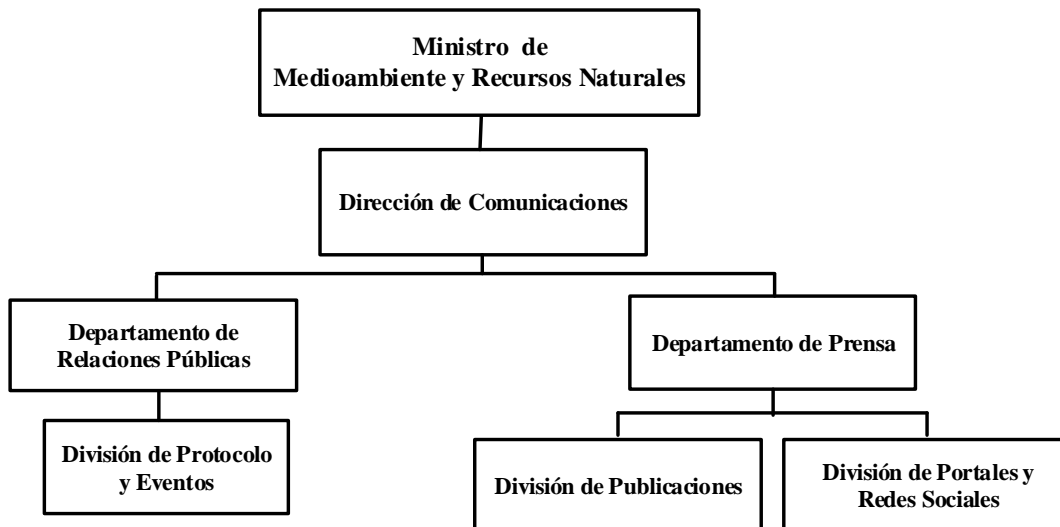 Ministro de
Medioambiente y Recursos Naturales
Dirección de Comunicaciones
Departamento de
Relaciones Públicas
Departamento de Prensa
División de Protocolo
y Eventos
División de Publicaciones
División de Portales y
Redes Sociales